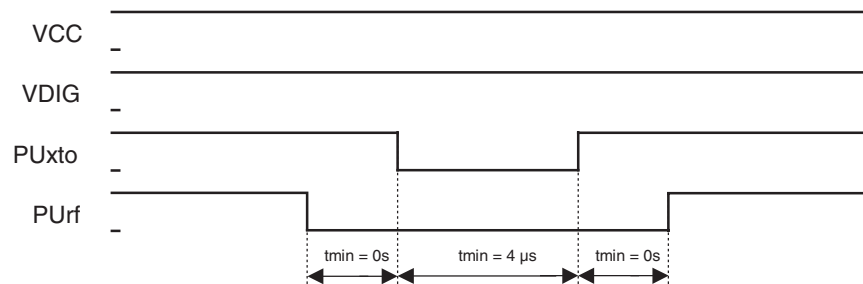 VCC
VDIG
PUxto
PUrf
tmin = 0s tmin = 4 µs tmin = 0s